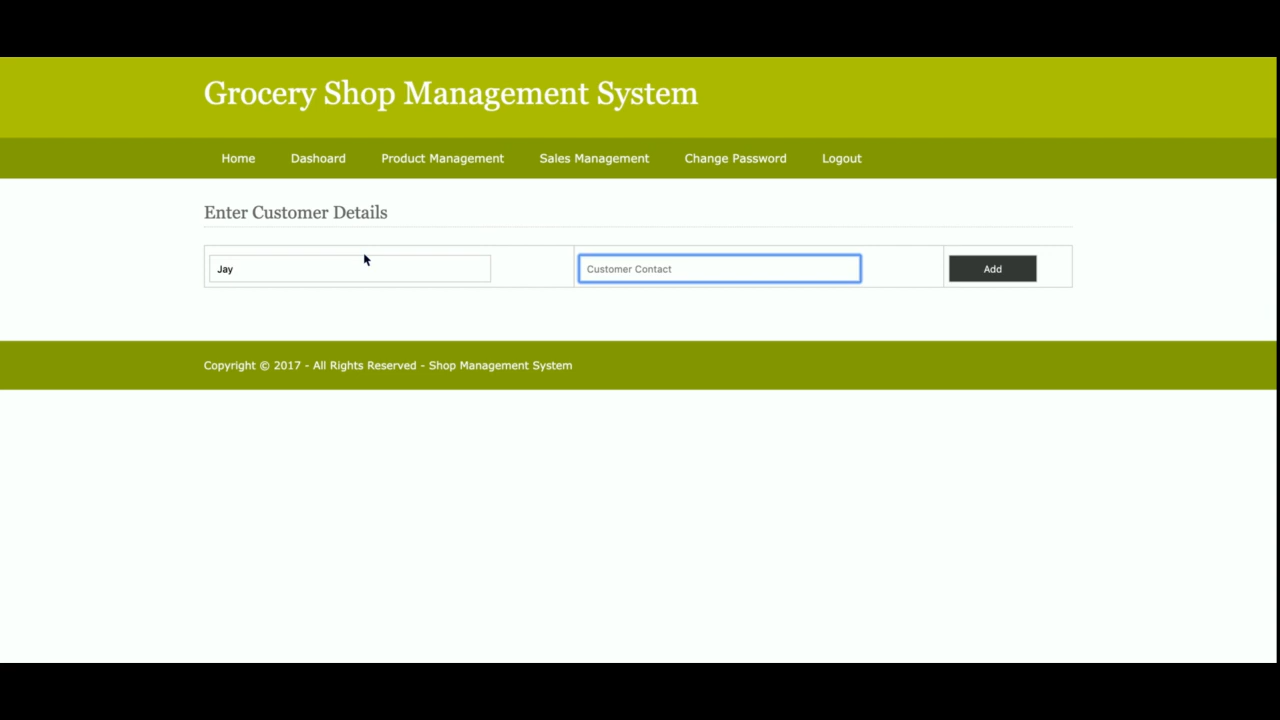 Grocery Shop Management System
Home Dashoard Product Management Sales Management Change Password Logout
Enter Customer Details
Jay Customer Contact Add
Copyright © 2017 - All Rights Reserved - Shop Management System